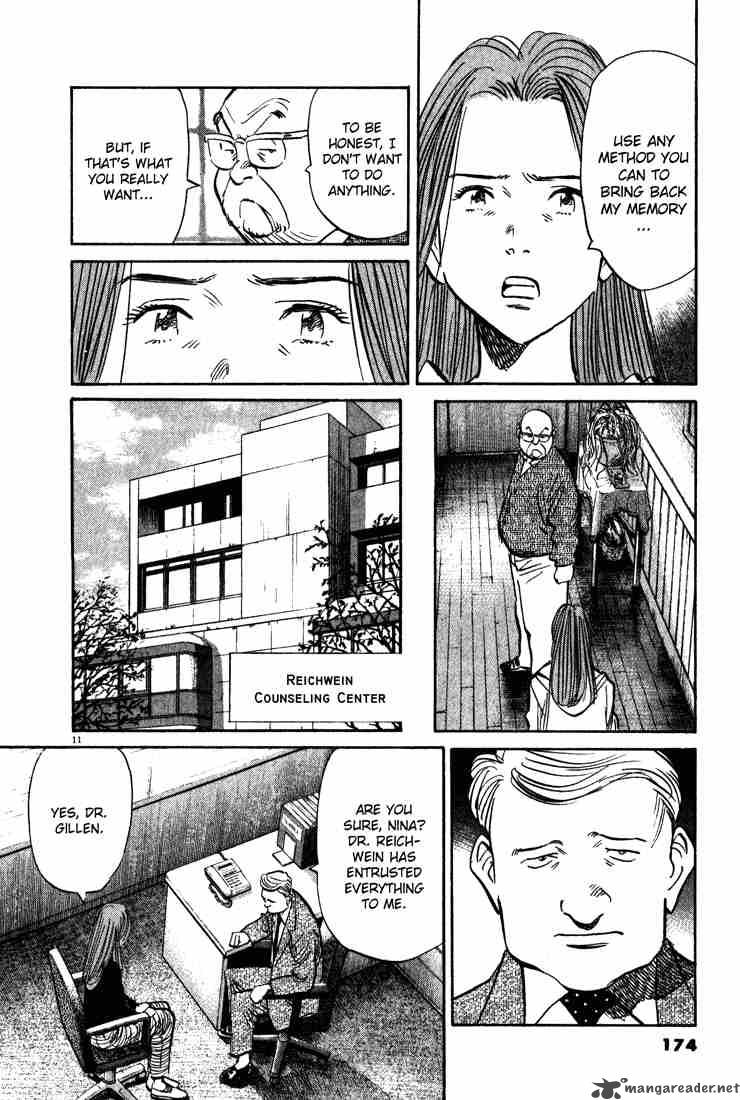 USE ANY
METHOD YOU
CAN TO
BRING BACK
MY MEMORY
...
TO BE
HONEST, I
DON'T WANT
TO DO
ANYTHING.
BUT, IF
THAT'S WHAT
YOU REALLY
WANT...
REICHWEIN
COUNSELING CENTER
11
ARE YOU
SURE, NINA?
DR. REICH-
WEIN HAS
ENTRUSTED
EVERYTHING
TO ME.
YES, DR.
GILLEN.
174
mangareader.net